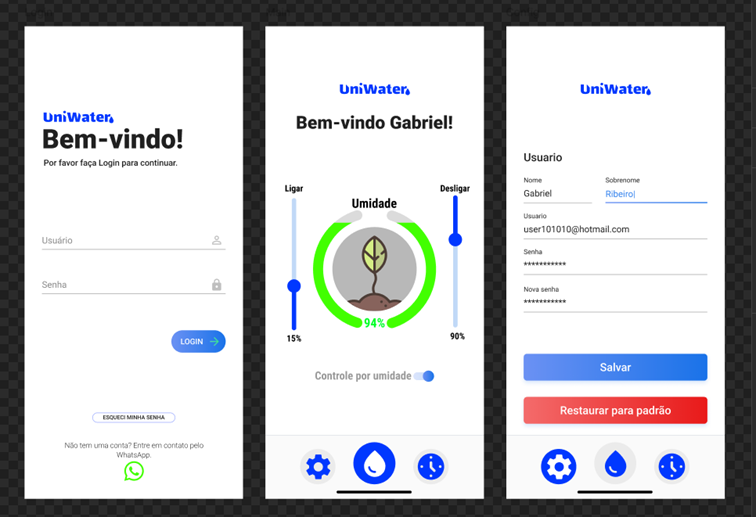 UniWater
Bem-vindo!
Por favor faça Login para continuar.
Usuário
Senha
LOGIN
ESQUECI MINHA SENHA
Não tem uma conta? Entre em contato pelo
WhatsApp.
UniWater
Bem-vindo Gabriel!
Ligar
Desligar
Umidade
94%
15%
90%
Controle por umidade
UniWater
Usuario
Nome
Sobrenome
Gabriel
Ribeiro
Usuario
user101010@hotmail.com
Senha
***********
Nova senha
***********
Salvar
Restaurar para padrão